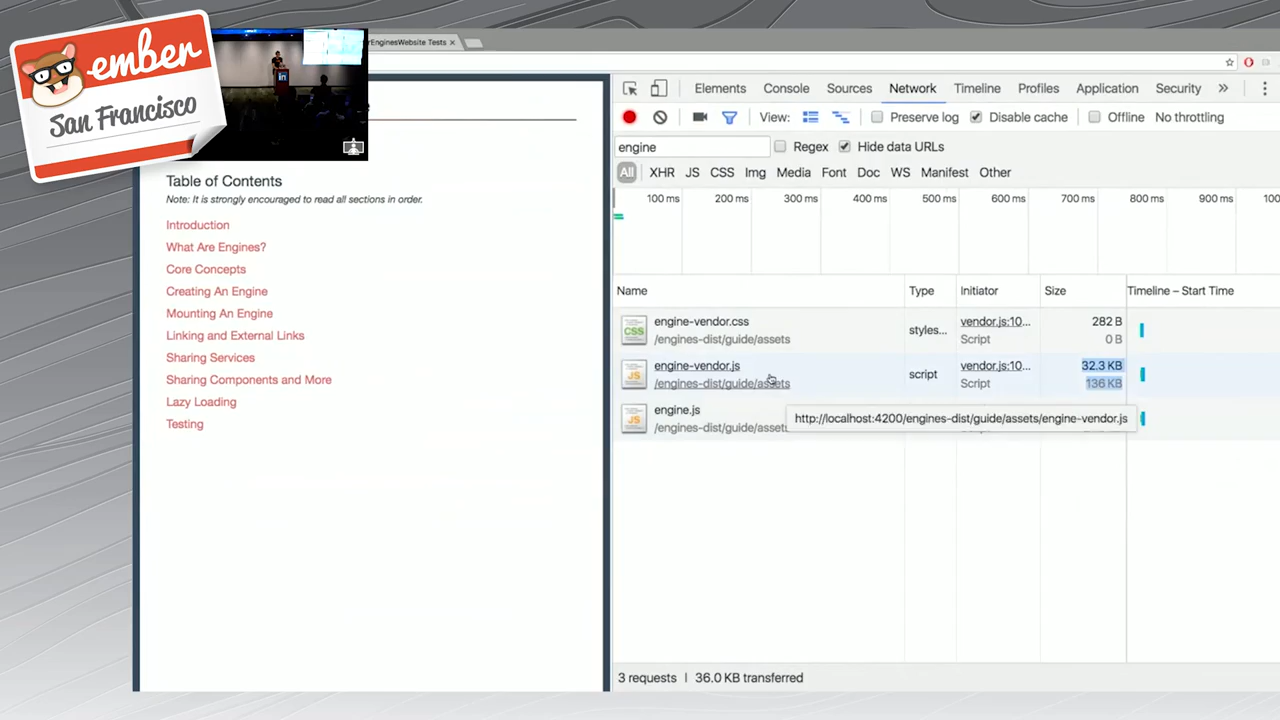 ember
San Francisco
in
rEnginesWebsite Tests
Table of Contents
Note: It is strongly encouraged to read all sections in order.
Introduction
What Are Engines?
Core Concepts
Creating An Engine
Mounting An Engine
Linking and External Links
Sharing Services
Sharing Components and More
Lazy Loading
Testing
Elements Console Sources Network Timeline Profiles Application Security
View: Preserve log Disable cache Offline No throttling
engine Regex Hide data URLs
All XHR JS CSS Img Media Font Doc WS Manifest Other
100 ms 200 ms 300 ms 400 ms 500 ms 600 ms 700 ms 800 ms 900 ms 100
Name Type Initiator Size Timeline – Start Time
CSS engine-vendor.css styles... vendor.js:10... 282 B
/engines-dist/guide/assets Script 0 B
JS engine-vendor.js script vendor.js:10... 32.3 KB
/engines-dist/guide/assets Script 136 KB
JS engine.js
/engines-dist/guide/assets
http://localhost:4200/engines-dist/guide/assets/engine-vendor.js
3 requests | 36.0 KB transferred